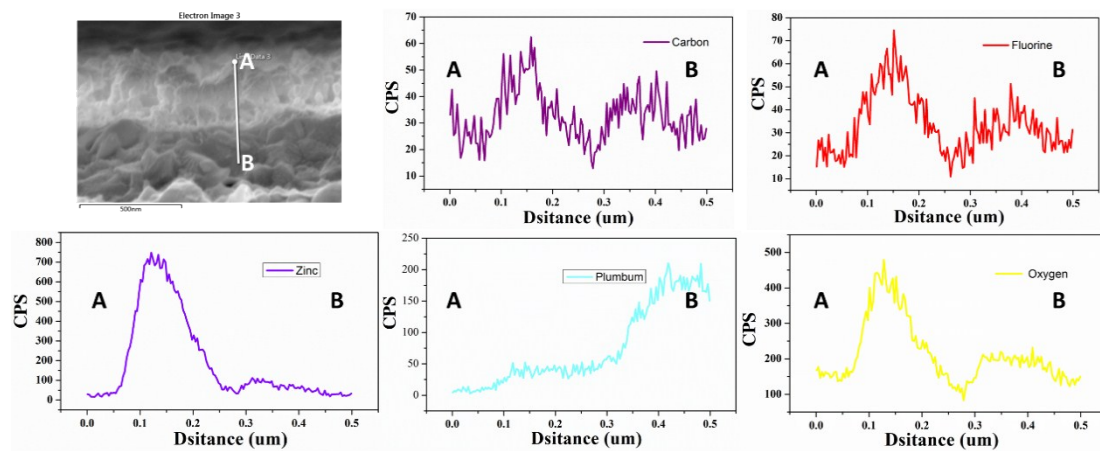 Electron Image 3
A
Data 3
B
500nm
70
60
50
40
30
20
10
CPS
A
B
Carbon
0.0 0.1 0.2 0.3 0.4 0.5
Dsitance (um)
80
70
60
50
40
30
20
10
0
CPS
A
B
Fluorine
0.0 0.1 0.2 0.3 0.4 0.5
Dsitance (um)
800
700
600
500
400
300
200
100
0
CPS
A
B
Zinc
0.0 0.1 0.2 0.3 0.4 0.5
Dsitance (um)
250
200
150
100
50
0
CPS
A
B
Plumbum
0.0 0.1 0.2 0.3 0.4 0.5
Dsitance (um)
500
400
300
200
100
CPS
A
B
Oxygen
0.0 0.1 0.2 0.3 0.4 0.5
Dsitance (um)